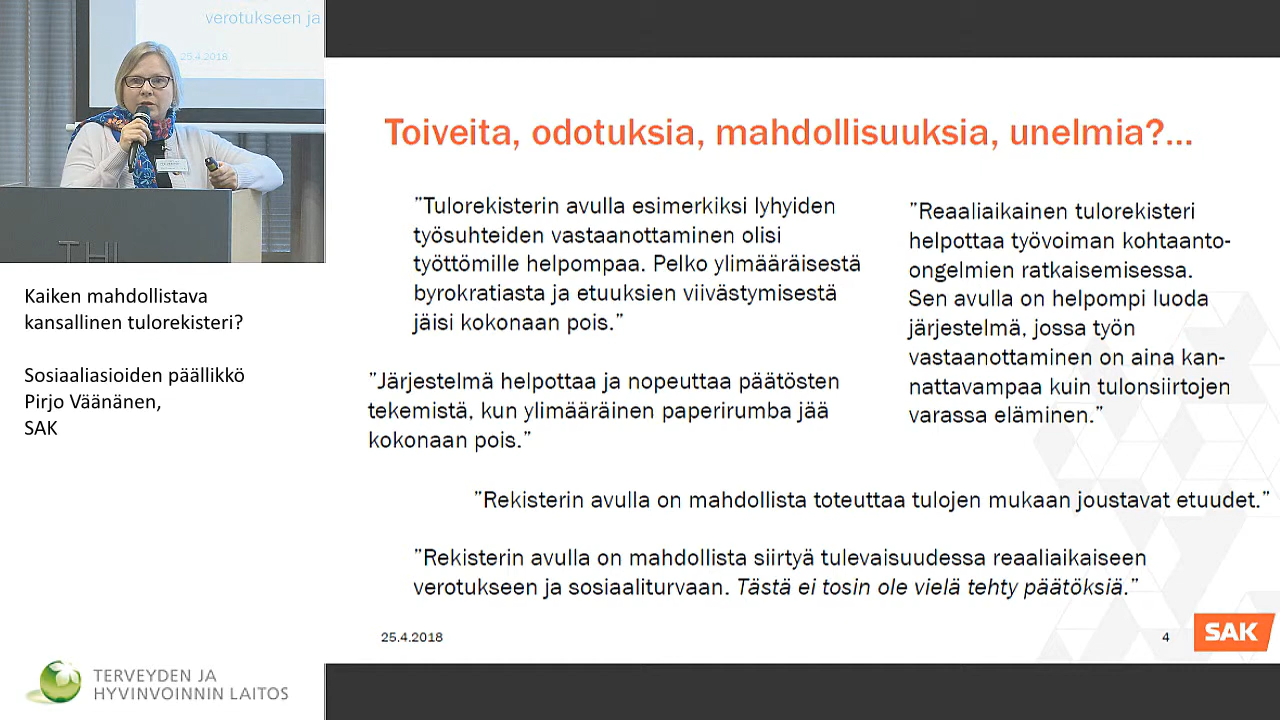 verotukseen ja
25.4.2018
THL
Kaiken mahdollistava
kansallinen tulorekisteri?
Sosiaaliasioiden päällikkö
Pirjo Väänänen,
SAK
TERVEYDEN JA
HYVINVOINNIN LAITOS
Toiveita, odotuksia, mahdollisuuksia, unelmia?...
”Tulorekisterin avulla esimerkiksi lyhyiden
työsuhteiden vastaanottaminen olisi
työttömille helpompaa. Pelko ylimääräisestä
byrokratiasta ja etuuksien viivästymisestä
jäisi kokonaan pois.”
”Reaaliaikainen tulorekisteri
helpottaa työvoiman kohtaanto-
ongelmien ratkaisemisessa.
Sen avulla on helpompi luoda
järjestelmä, jossa työn
vastaanottaminen on aina kan-
nattavampaa kuin tulonsiirtojen
varassa eläminen.”
”Järjestelmä helpottaa ja nopeuttaa päätösten
tekemistä, kun ylimääräinen paperirumba jää
kokonaan pois.”
”Rekisterin avulla on mahdollista toteuttaa tulojen mukaan joustavat etuudet.”
”Rekisterin avulla on mahdollista siirtyä tulevaisuudessa reaaliaikaiseen
verotukseen ja sosiaaliturvaan. Tästä ei tosin ole vielä tehty päätöksiä.”
25.4.2018
4
SAK